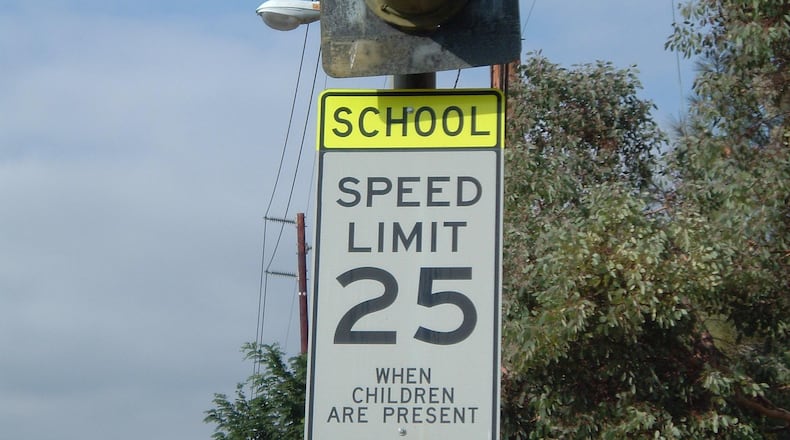 SCHOOL
SPEED
LIMIT
25
WHEN
CHILDREN
ARE PRESENT